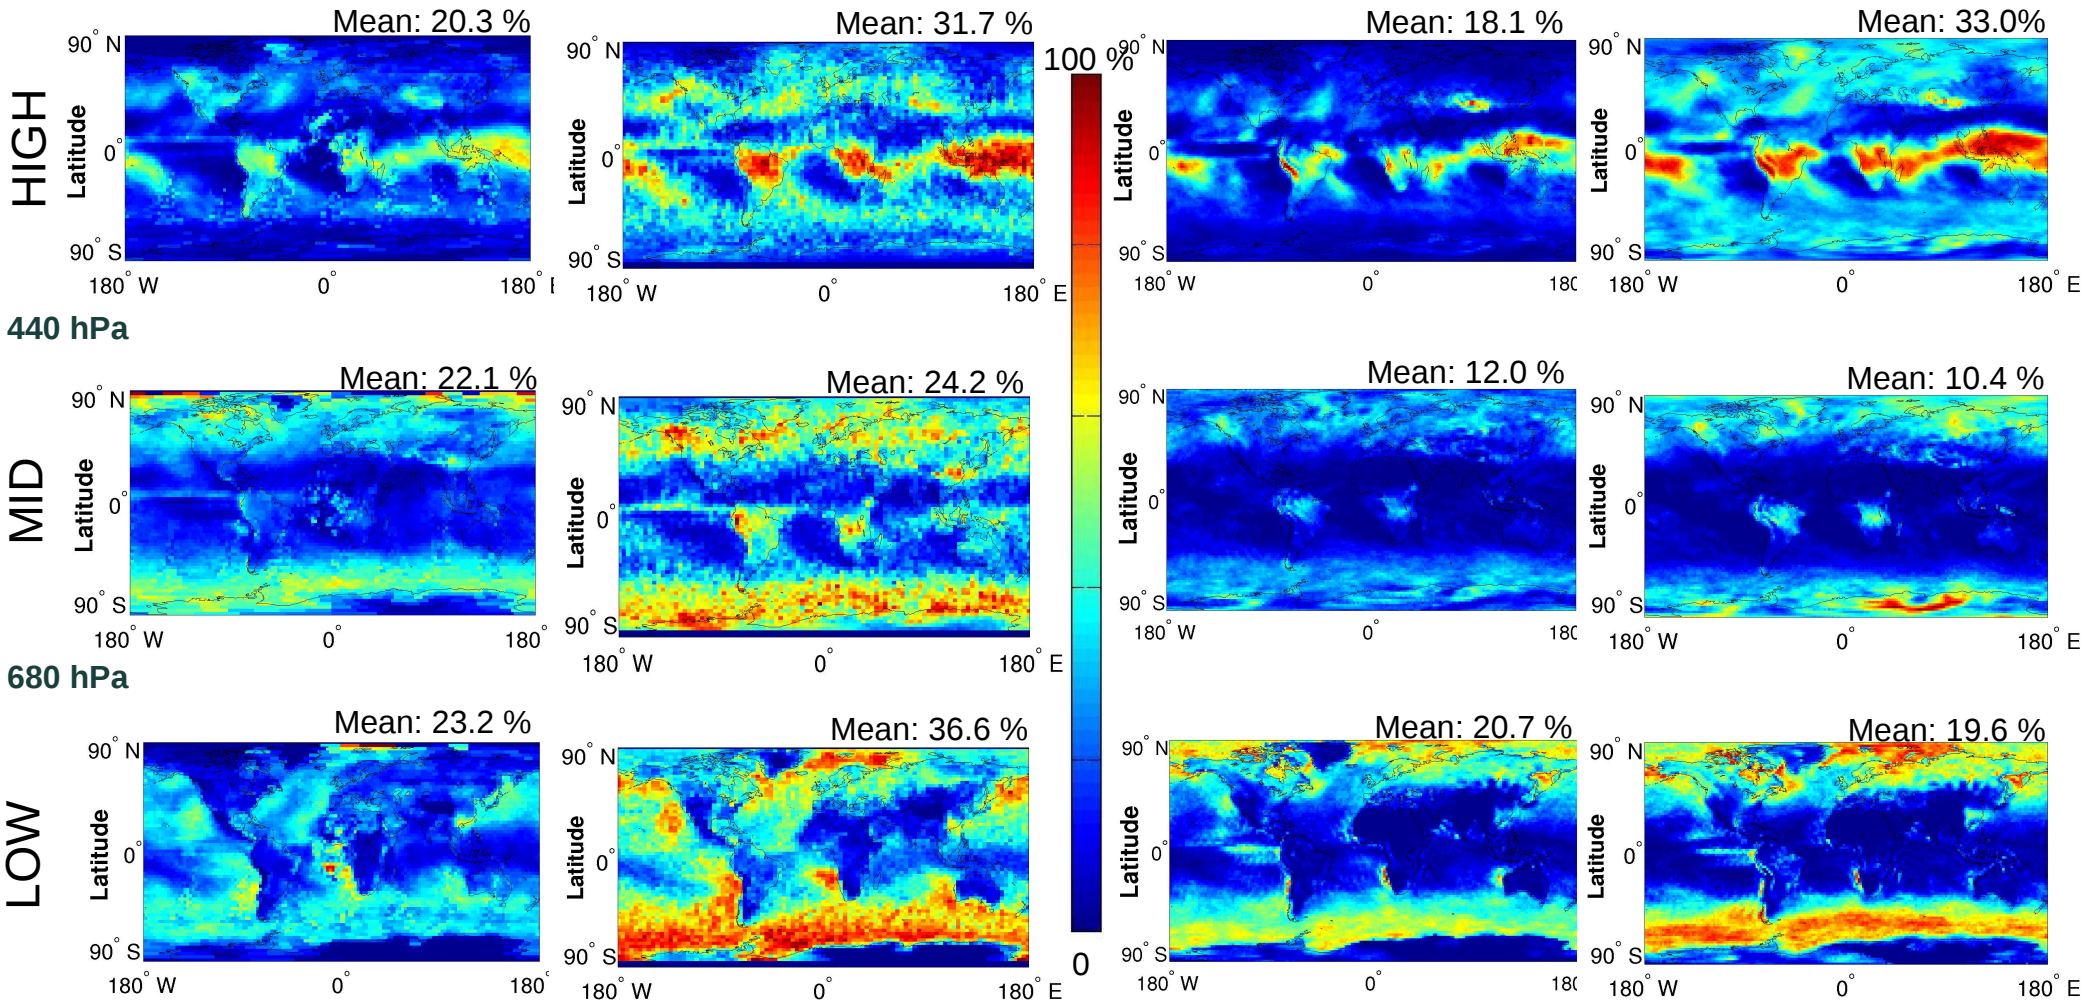 Mean: 20.3 %
Mean: 31.7 %
Mean: 18.1 %
Mean: 33.0%
HIGH
90° N
Latitude
0°
90° S
180° W
0°
180°
90° N
Latitude
0°
90° S
180° W
0°
180° E
100 %
90° N
Latitude
0°
90° S
180° W
0°
90° N
Latitude
0°
90° S
180° W
0°
180° E
440 hPa
Mean: 22.1 %
Mean: 24.2 %
Mean: 12.0 %
Mean: 10.4 %
MID
90° N
Latitude
0°
90° S
180° W
0°
180°
90° N
Latitude
0°
90° S
180° W
0°
180° E
90° N
Latitude
0°
90° S
180° W
0°
90° N
Latitude
0°
90° S
180° W
0°
180° E
680 hPa
Mean: 23.2 %
Mean: 36.6 %
Mean: 20.7 %
Mean: 19.6 %
LOW
90° N
Latitude
0°
90° S
180° W
0°
180°
90° N
Latitude
0°
90° S
180° W
0°
180° E
0
90° N
Latitude
0°
90° S
180° W
0°
90° N
Latitude
0°
90° S
180° W
0°
180° E